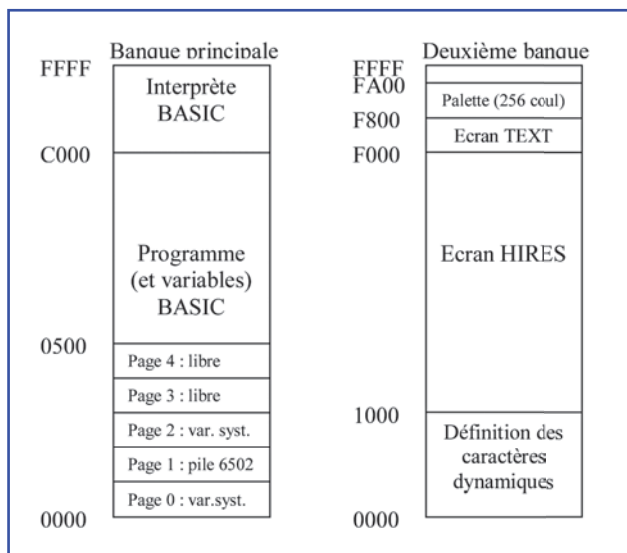 Banque principale
FFFF
Interprète
BASIC
C000
Programme
(et variables)
BASIC
0500
Page 4 : libre
Page 3 : libre
Page 2 : var. syst.
Page 1 : pile 6502
Page 0 : var.syst.
0000
Deuxième banque
FFFF
FA00
Palette (256 coul)
F800
Ecran TEXT
F000
Ecran HIRES
1000
Définition des
caractères
dynamiques
0000